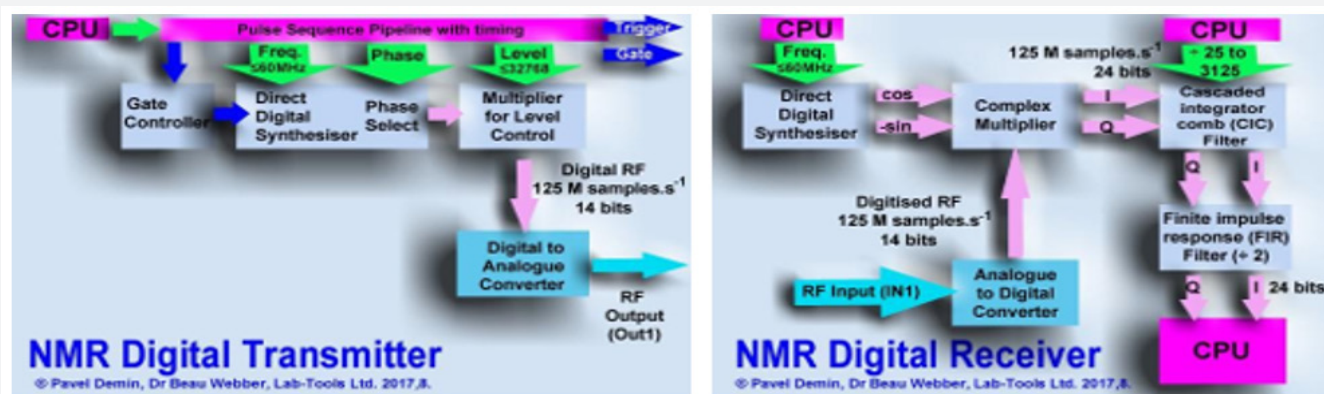 CPU
Pulse Sequence Pipeline with timing
Trigger
Gate
Freq.
≤60MHz
Phase
Level
≤32768
Gate
Controller
Direct
Digital
Synthesiser
Phase
Select
Multiplier
for Level
Control
Digital RF
125 M samples.s⁻¹
14 bits
Digital to
Analogue
Converter
RF
Output
(Out1)
NMR Digital Transmitter
® Pavel Demin, Dr Beau Webber, Lab-Tools Ltd. 2017,8.
CPU
Freq.
≤60MHz
Direct
Digital
Synthesiser
cos
-sin
Complex
Multiplier
125 M samples.s⁻¹
24 bits
I
Q
CPU
÷ 25 to
3125
Cascaded
integrator
comb (CIC)
Filter
Q I
Digitised RF
125 M samples.s⁻¹
14 bits
Finite impulse
response (FIR)
Filter (÷ 2)
RF Input (IN1)
Analogue
to Digital
Converter
Q I 24 bits
CPU
NMR Digital Receiver
® Pavel Demin, Dr Beau Webber, Lab-Tools Ltd. 2017,8.